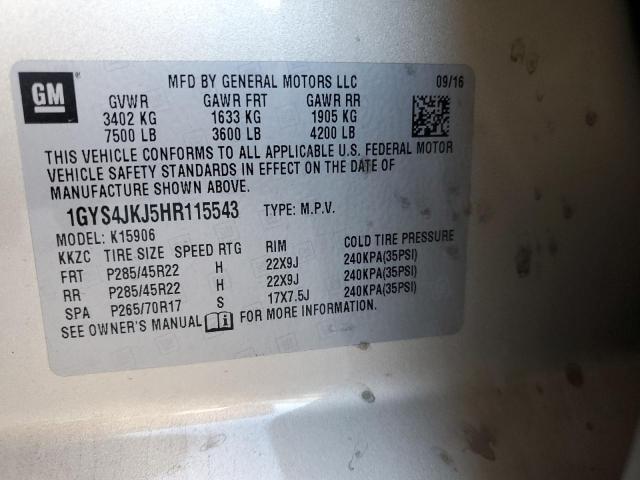 GM
MFD BY GENERAL MOTORS LLC 09/16
GVWR GAWR FRT GAWR RR
3402 KG 1633 KG 1905 KG
7500 LB 3600 LB 4200 LB
THIS VEHICLE CONFORMS TO ALL APPLICABLE U.S. FEDERAL MOTOR
VEHICLE SAFETY STANDARDS IN EFFECT ON THE DATE OF
MANUFACTURE SHOWN ABOVE.
1GYS4JKJ5HR115543 TYPE: M.P.V.
MODEL: K15906
KKZC TIRE SIZE SPEED RTG RIM COLD TIRE PRESSURE
FRT P285/45R22 H 22X9J 240KPA(35PSI)
RR P285/45R22 H 22X9J 240KPA(35PSI)
SPA P265/70R17 S 17X7.5J 240KPA(35PSI)
SEE OWNER'S MANUAL FOR MORE INFORMATION.